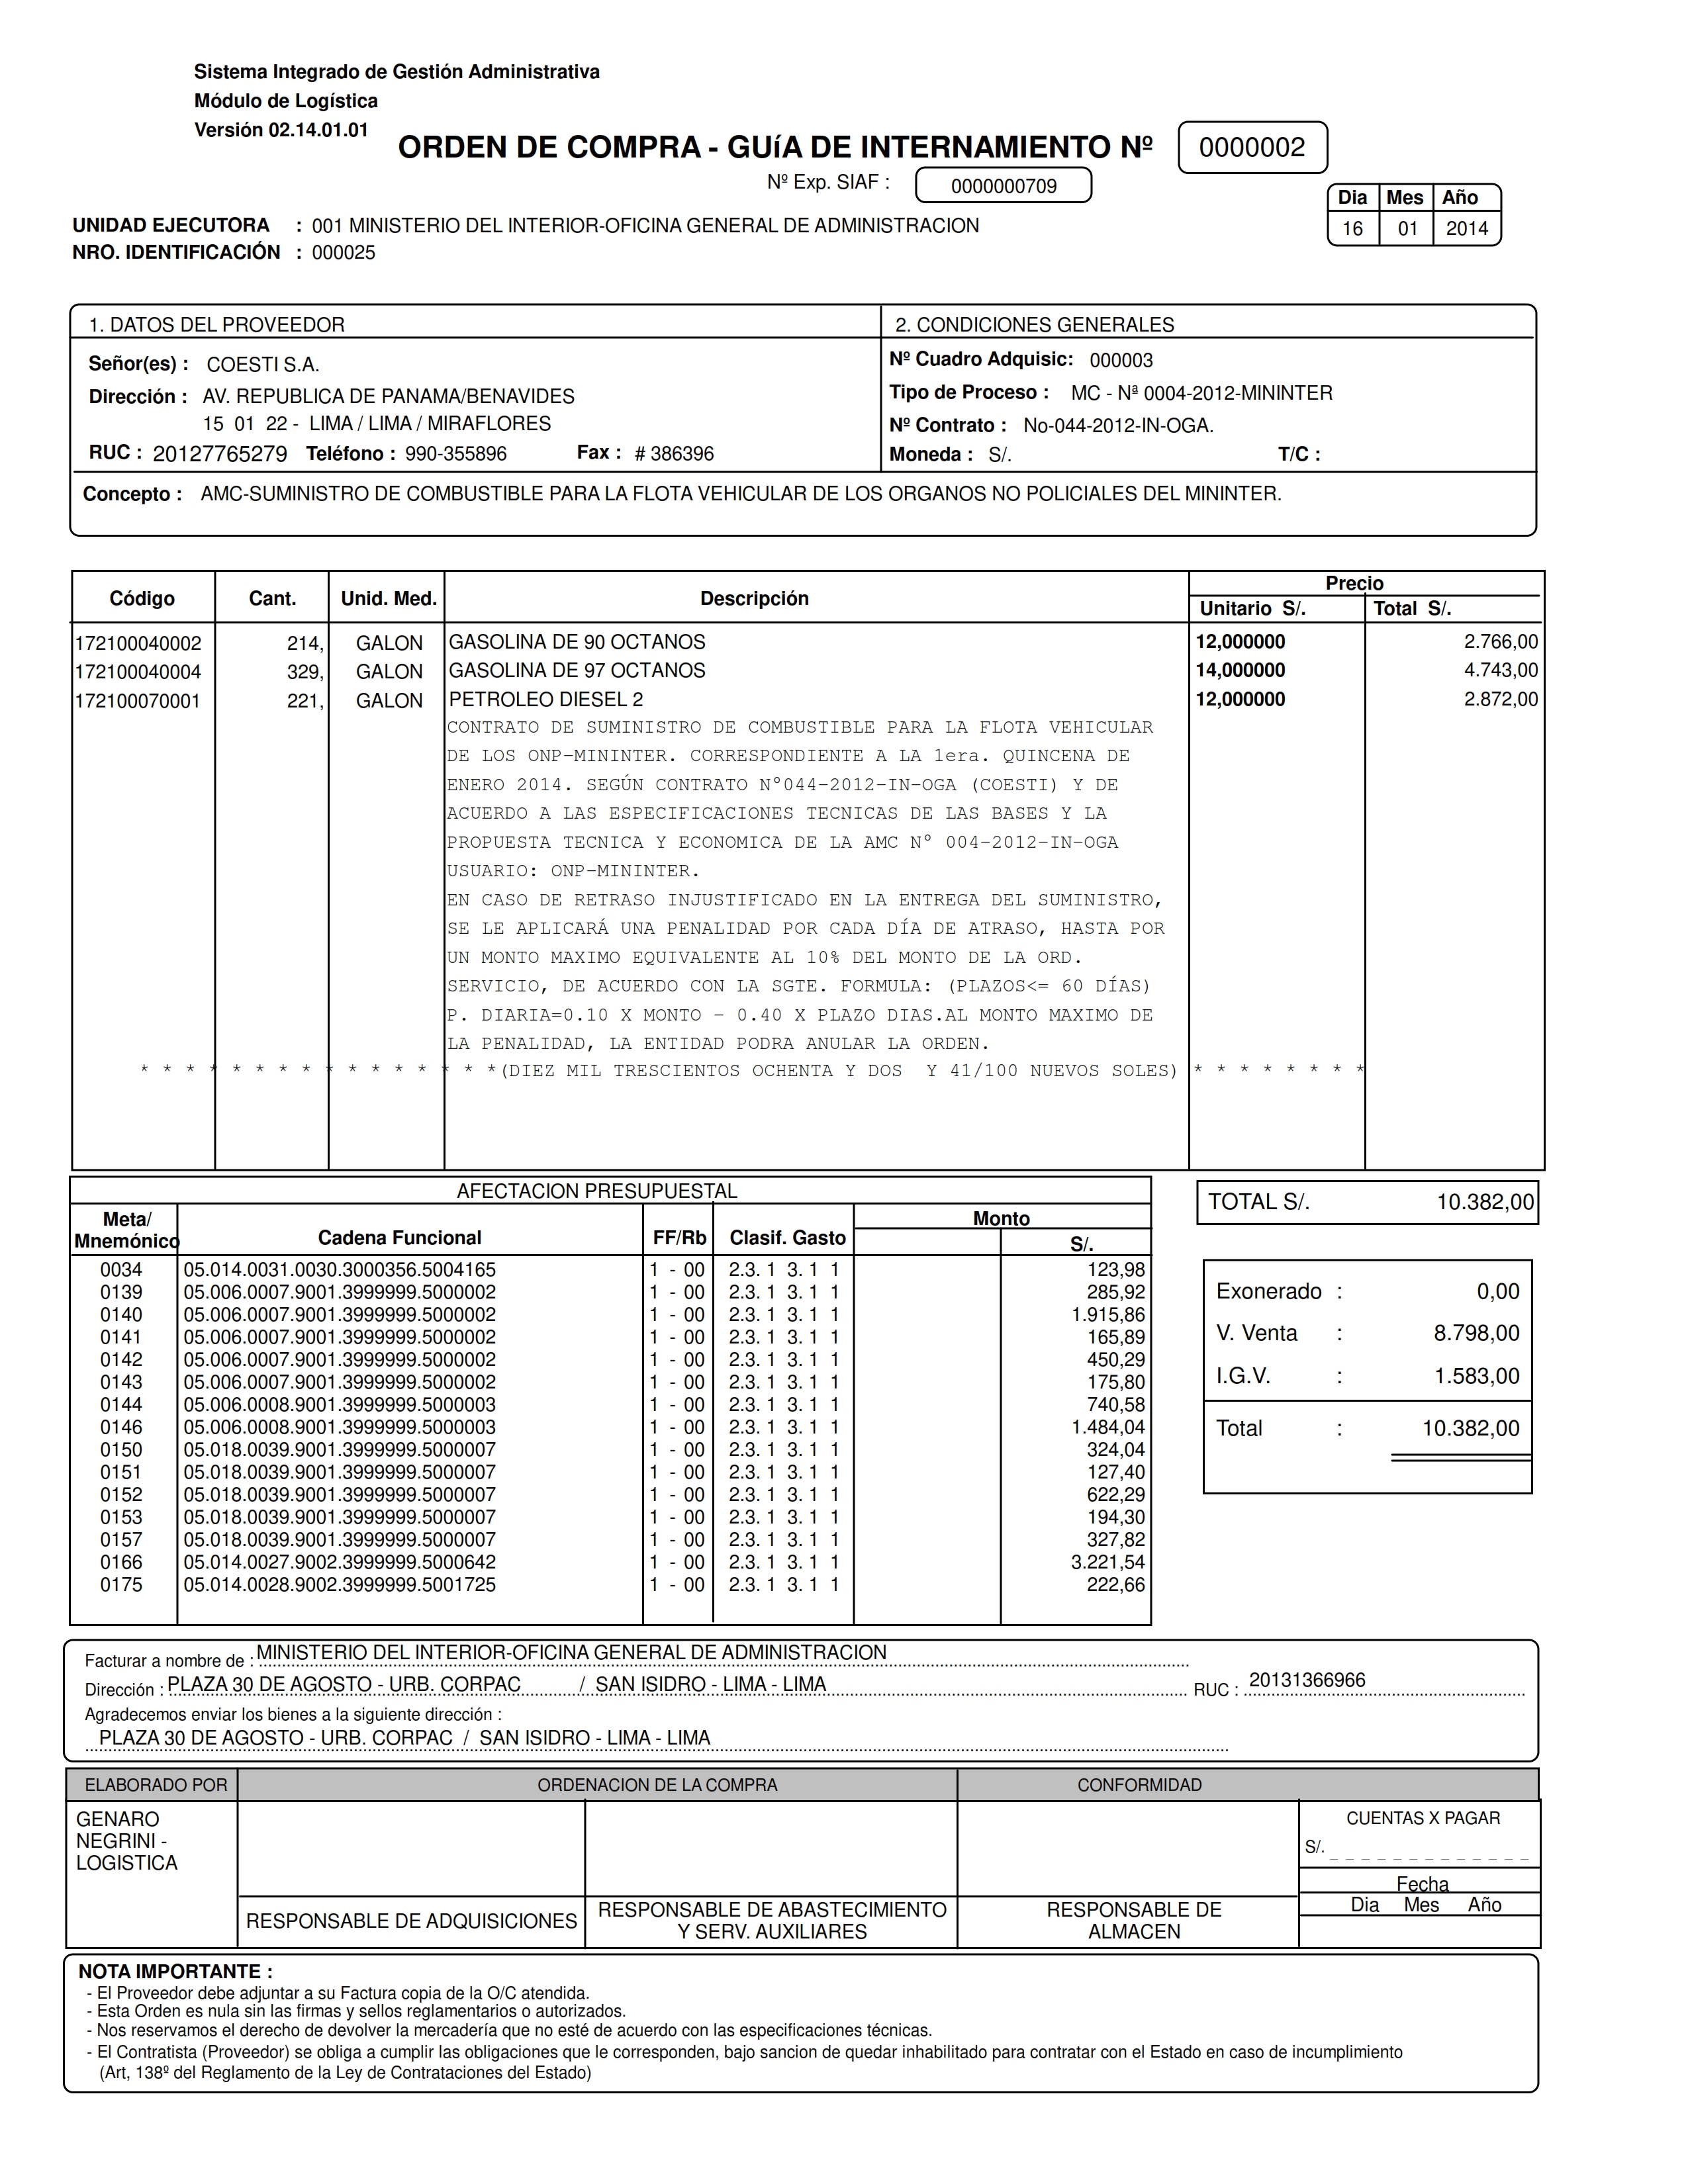 Sistema Integrado de Gestión Administrativa
Módulo de Logística
Versión 02.14.01.01
ORDEN DE COMPRA - GUíA DE INTERNAMIENTO Nº 0000002
Nº Exp. SIAF : 0000000709
Dia Mes Año
16 01 2014
UNIDAD EJECUTORA : 001 MINISTERIO DEL INTERIOR-OFICINA GENERAL DE ADMINISTRACION
NRO. IDENTIFICACIÓN : 000025
1. DATOS DEL PROVEEDOR
Señor(es) : COESTI S.A.
Dirección : AV. REPUBLICA DE PANAMA/BENAVIDES
15 01 22 - LIMA / LIMA / MIRAFLORES
RUC : 20127765279 Teléfono : 990-355896 Fax : # 386396
2. CONDICIONES GENERALES
Nº Cuadro Adquisic: 000003
Tipo de Proceso : MC - Nª 0004-2012-MININTER
Nº Contrato : No-044-2012-IN-OGA.
Moneda : S/. T/C :
Concepto : AMC-SUMINISTRO DE COMBUSTIBLE PARA LA FLOTA VEHICULAR DE LOS ORGANOS NO POLICIALES DEL MININTER.
Código Cant. Unid. Med. Descripción Precio
Unitario S/. Total S/.
172100040002 214, GALON GASOLINA DE 90 OCTANOS 12,000000 2.766,00
172100040004 329, GALON GASOLINA DE 97 OCTANOS 14,000000 4.743,00
172100070001 221, GALON PETROLEO DIESEL 2 12,000000 2.872,00
CONTRATO DE SUMINISTRO DE COMBUSTIBLE PARA LA FLOTA VEHICULAR
DE LOS ONP-MININTER. CORRESPONDIENTE A LA 1era. QUINCENA DE
ENERO 2014. SEGÚN CONTRATO N°044-2012-IN-OGA (COESTI) Y DE
ACUERDO A LAS ESPECIFICACIONES TECNICAS DE LAS BASES Y LA
PROPUESTA TECNICA Y ECONOMICA DE LA AMC N° 004-2012-IN-OGA
USUARIO: ONP-MININTER.
EN CASO DE RETRASO INJUSTIFICADO EN LA ENTREGA DEL SUMINISTRO,
SE LE APLICARÁ UNA PENALIDAD POR CADA DÍA DE ATRASO, HASTA POR
UN MONTO MAXIMO EQUIVALENTE AL 10% DEL MONTO DE LA ORD.
SERVICIO, DE ACUERDO CON LA SGTE. FORMULA: (PLAZOS<= 60 DÍAS)
P. DIARIA=0.10 X MONTO - 0.40 X PLAZO DIAS.AL MONTO MAXIMO DE
LA PENALIDAD, LA ENTIDAD PODRA ANULAR LA ORDEN.
* * * * * * * * * * * * * * * *(DIEZ MIL TRESCIENTOS OCHENTA Y DOS Y 41/100 NUEVOS SOLES) * * * * * * * *
AFECTACION PRESUPUESTAL
Meta/ Mnemónico Cadena Funcional FF/Rb Clasif. Gasto Monto
S/.
0034 05.014.0031.0030.3000356.5004165 1 - 00 2.3. 1 3. 1 1 123,98
0139 05.006.0007.9001.3999999.5000002 1 - 00 2.3. 1 3. 1 1 285,92
0140 05.006.0007.9001.3999999.5000002 1 - 00 2.3. 1 3. 1 1 1.915,86
0141 05.006.0007.9001.3999999.5000002 1 - 00 2.3. 1 3. 1 1 165,89
0142 05.006.0007.9001.3999999.5000002 1 - 00 2.3. 1 3. 1 1 450,29
0143 05.006.0007.9001.3999999.5000002 1 - 00 2.3. 1 3. 1 1 175,80
0144 05.006.0008.9001.3999999.5000003 1 - 00 2.3. 1 3. 1 1 740,58
0146 05.006.0008.9001.3999999.5000003 1 - 00 2.3. 1 3. 1 1 1.484,04
0150 05.018.0039.9001.3999999.5000007 1 - 00 2.3. 1 3. 1 1 324,04
0151 05.018.0039.9001.3999999.5000007 1 - 00 2.3. 1 3. 1 1 127,40
0152 05.018.0039.9001.3999999.5000007 1 - 00 2.3. 1 3. 1 1 622,29
0153 05.018.0039.9001.3999999.5000007 1 - 00 2.3. 1 3. 1 1 194,30
0157 05.018.0039.9001.3999999.5000007 1 - 00 2.3. 1 3. 1 1 327,82
0166 05.014.0027.9002.3999999.5000642 1 - 00 2.3. 1 3. 1 1 3.221,54
0175 05.014.0028.9002.3999999.5001725 1 - 00 2.3. 1 3. 1 1 222,66
TOTAL S/. 10.382,00
Exonerado : 0,00
V. Venta : 8.798,00
I.G.V. : 1.583,00
Total : 10.382,00
Facturar a nombre de : MINISTERIO DEL INTERIOR-OFICINA GENERAL DE ADMINISTRACION
Dirección : PLAZA 30 DE AGOSTO - URB. CORPAC / SAN ISIDRO - LIMA - LIMA RUC : 20131366966
Agradecemos enviar los bienes a la siguiente dirección :
PLAZA 30 DE AGOSTO - URB. CORPAC / SAN ISIDRO - LIMA - LIMA
ELABORADO POR ORDENACION DE LA COMPRA CONFORMIDAD
GENARO
NEGRINI -
LOGISTICA
RESPONSABLE DE ADQUISICIONES
RESPONSABLE DE ABASTECIMIENTO
Y SERV. AUXILIARES
RESPONSABLE DE
ALMACEN
CUENTAS X PAGAR
S/. _ _ _ _ _ _ _ _ _ _ _ _ _
Fecha
Dia Mes Año
NOTA IMPORTANTE :
- El Proveedor debe adjuntar a su Factura copia de la O/C atendida.
- Esta Orden es nula sin las firmas y sellos reglamentarios o autorizados.
- Nos reservamos el derecho de devolver la mercadería que no esté de acuerdo con las especificaciones técnicas.
- El Contratista (Proveedor) se obliga a cumplir las obligaciones que le corresponden, bajo sancion de quedar inhabilitado para contratar con el Estado en caso de incumplimiento
(Art, 138º del Reglamento de la Ley de Contrataciones del Estado)